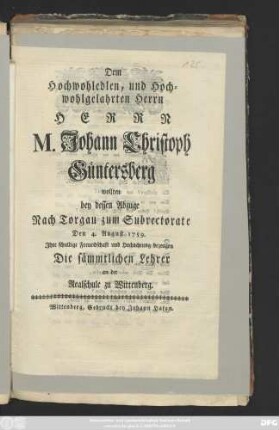 Dem
Hochwohledlen, und Hoch-
wohlgelahrten Herrn
HERRN
M. Johann Christoph
Güntersberg
wollten
bey dessen Abzuge
Nach Torgau zum Subrectorate
Den 4. August. 1759.
Ihre schuldige Freundschaft und Hochachtung bezeugen
Die sämmtlichen Lehrer
an der
Realschule zu Wittenberg.
Wittenberg, Gedruckt bey Johann Haken.